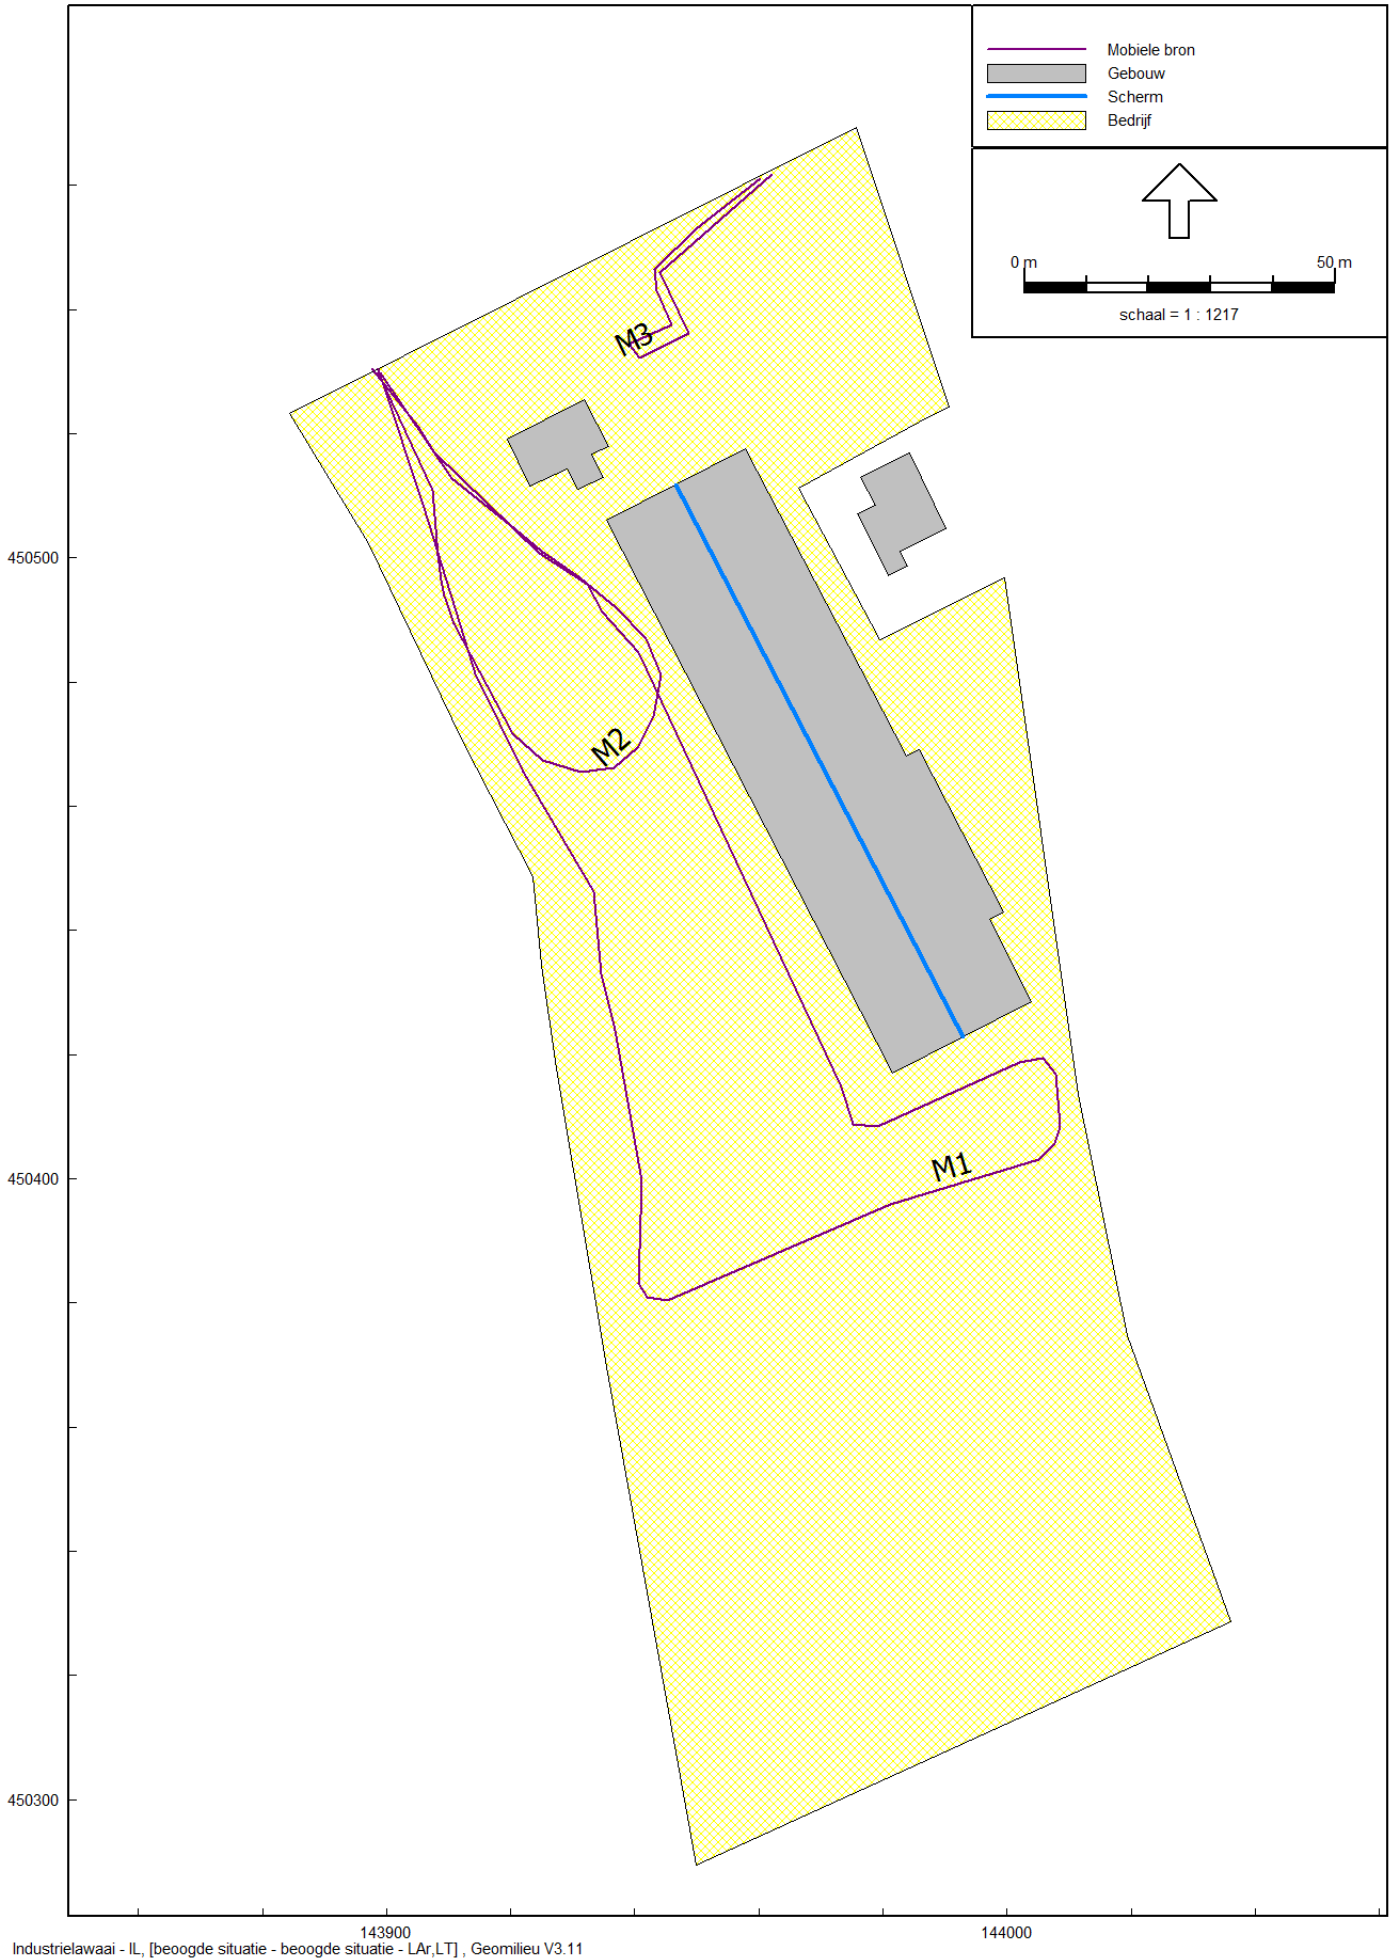 Mobiele bron
Gebouw
Scherm
Bedrijf
0 m 50 m
schaal = 1 : 1217
M3
450500
M2
M1
450400
450300
143900 144000
Industrielawaai - IL, [beoogde situatie - beoogde situatie - LAr,LT] , Geomilieu V3.11